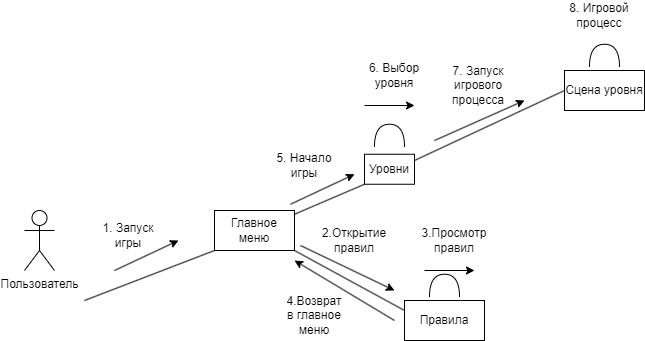 8. Игровой
процесс
6. Выбор
уровня
7. Запуск
игрового
процесса
Сцена уровня
5. Начало
игры
Уровни
1. Запуск
игры
Главное
меню
2.Открытие
правил
3.Просмотр
правил
Пользователь
4.Возврат
в главное
меню
Правила